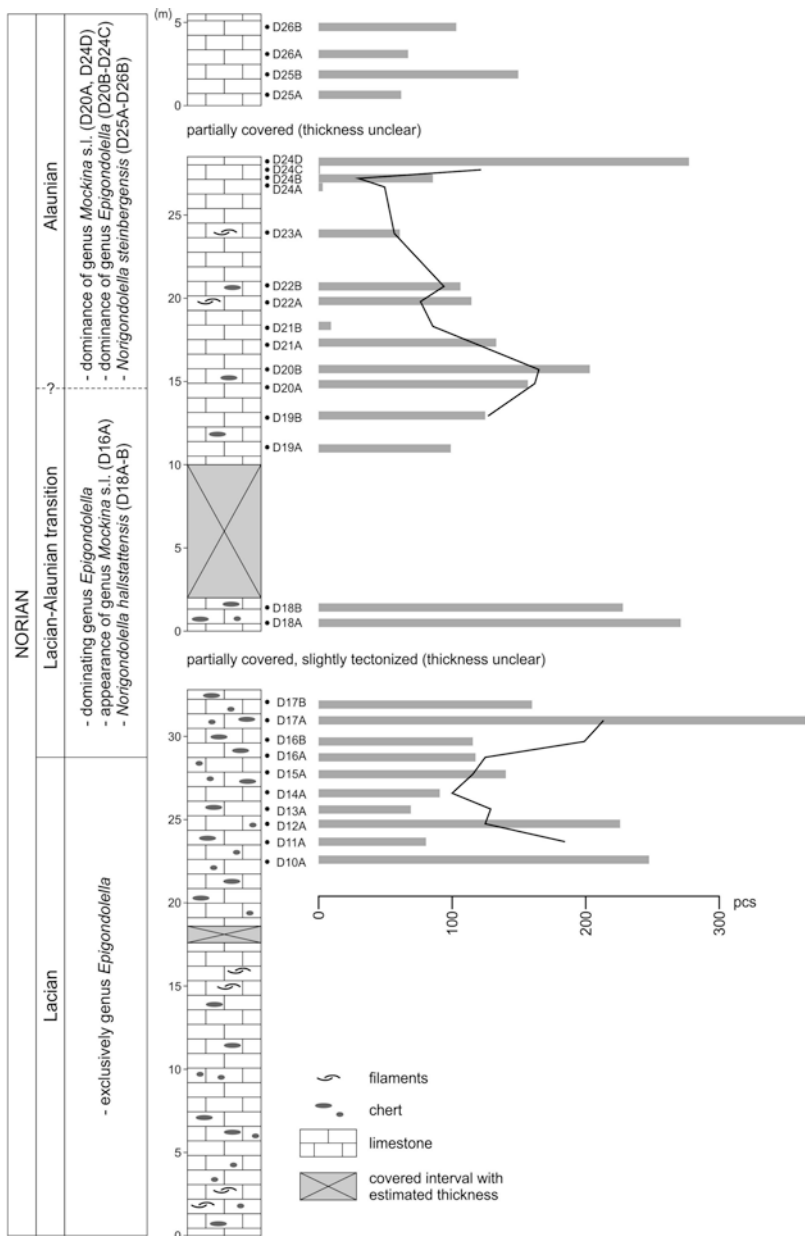 (m)
5
0
D26B
D26A
D25B
D25A
partially covered (thickness unclear)
25
20
15
10
5
0
D24D
D24C
D24B
D24A
D23A
D22B
D22A
D21B
D21A
D20B
D20A
D19B
D19A
D18B
D18A
partially covered, slightly tectonized (thickness unclear)
30
25
20
15
10
5
0
D17B
D17A
D16B
D16A
D15A
D14A
D13A
D12A
D11A
D10A
0
100
200
300
pcs
filaments
chert
limestone
covered interval with
estimated thickness
NORIAN
Alaunian
?
Lacian-Alaunian transition
Lacian
- dominance of genus Mockina s.l. (D20A, D24D)
- dominance of genus Epigondolella (D20B-D24C)
- Norigondolella steinbergensis (D25A-D26B)
- dominating genus Epigondolella
- appearance of genus Mockina s.l. (D16A)
- Norigondolella hallstattensis (D18A-B)
- exclusively genus Epigondolella